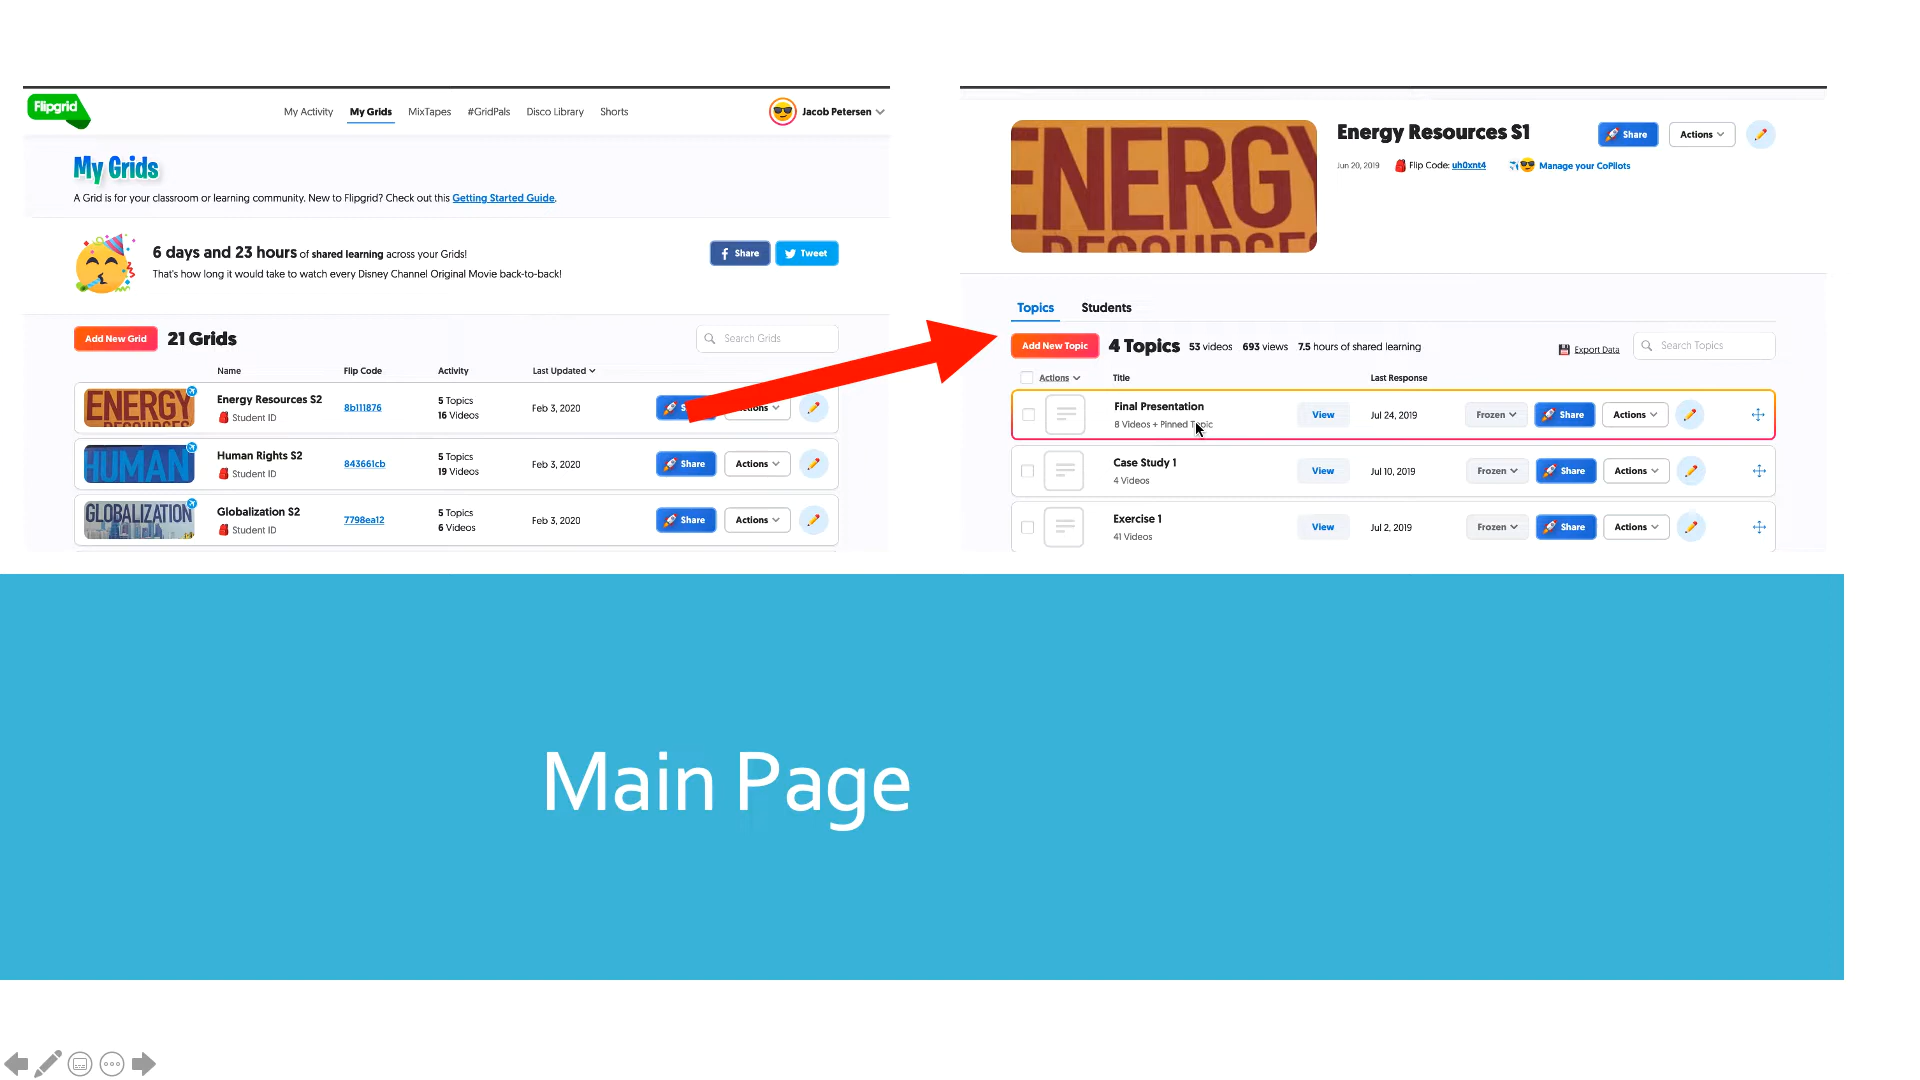 Flipgrid
My Activity My Grids MixTapes #GridPals Disco Library Shorts Jacob Petersen
My Grids
A Grid is for your classroom or learning community. New to Flipgrid? Check out this Getting Started Guide.
6 days and 23 hours of shared learning across your Grids!
That's how long it would take to watch every Disney Channel Original Movie back-to-back!
Share Tweet
Add New Grid 21 Grids Search Grids
Name Flip Code Activity Last Updated
ENERGY
RESOURCES
Energy Resources S2
Student ID
8b111876
5 Topics
16 Videos
Feb 3, 2020
HUMAN
Human Rights S2
Student ID
843661cb
5 Topics
19 Videos
Feb 3, 2020
Share Actions
GLOBALIZATION
Globalization S2
Student ID
7798ea12
5 Topics
6 Videos
Feb 3, 2020
Share Actions
ENERGY
RESOURCES
Energy Resources S1
Share Actions
Jun 20, 2019 Flip Code: uh0xnt4 Manage your CoPilots
Topics Students
Add New Topic 4 Topics 53 videos 693 views 7.5 hours of shared learning Export Data Search Topics
Actions Title Last Response
Final Presentation
8 Videos + Pinned Topic
View Jul 24, 2019 Frozen Share Actions
Case Study 1
4 Videos
View Jul 10, 2019 Frozen Share Actions
Exercise 1
41 Videos
View Jul 2, 2019 Frozen Share Actions
Main Page